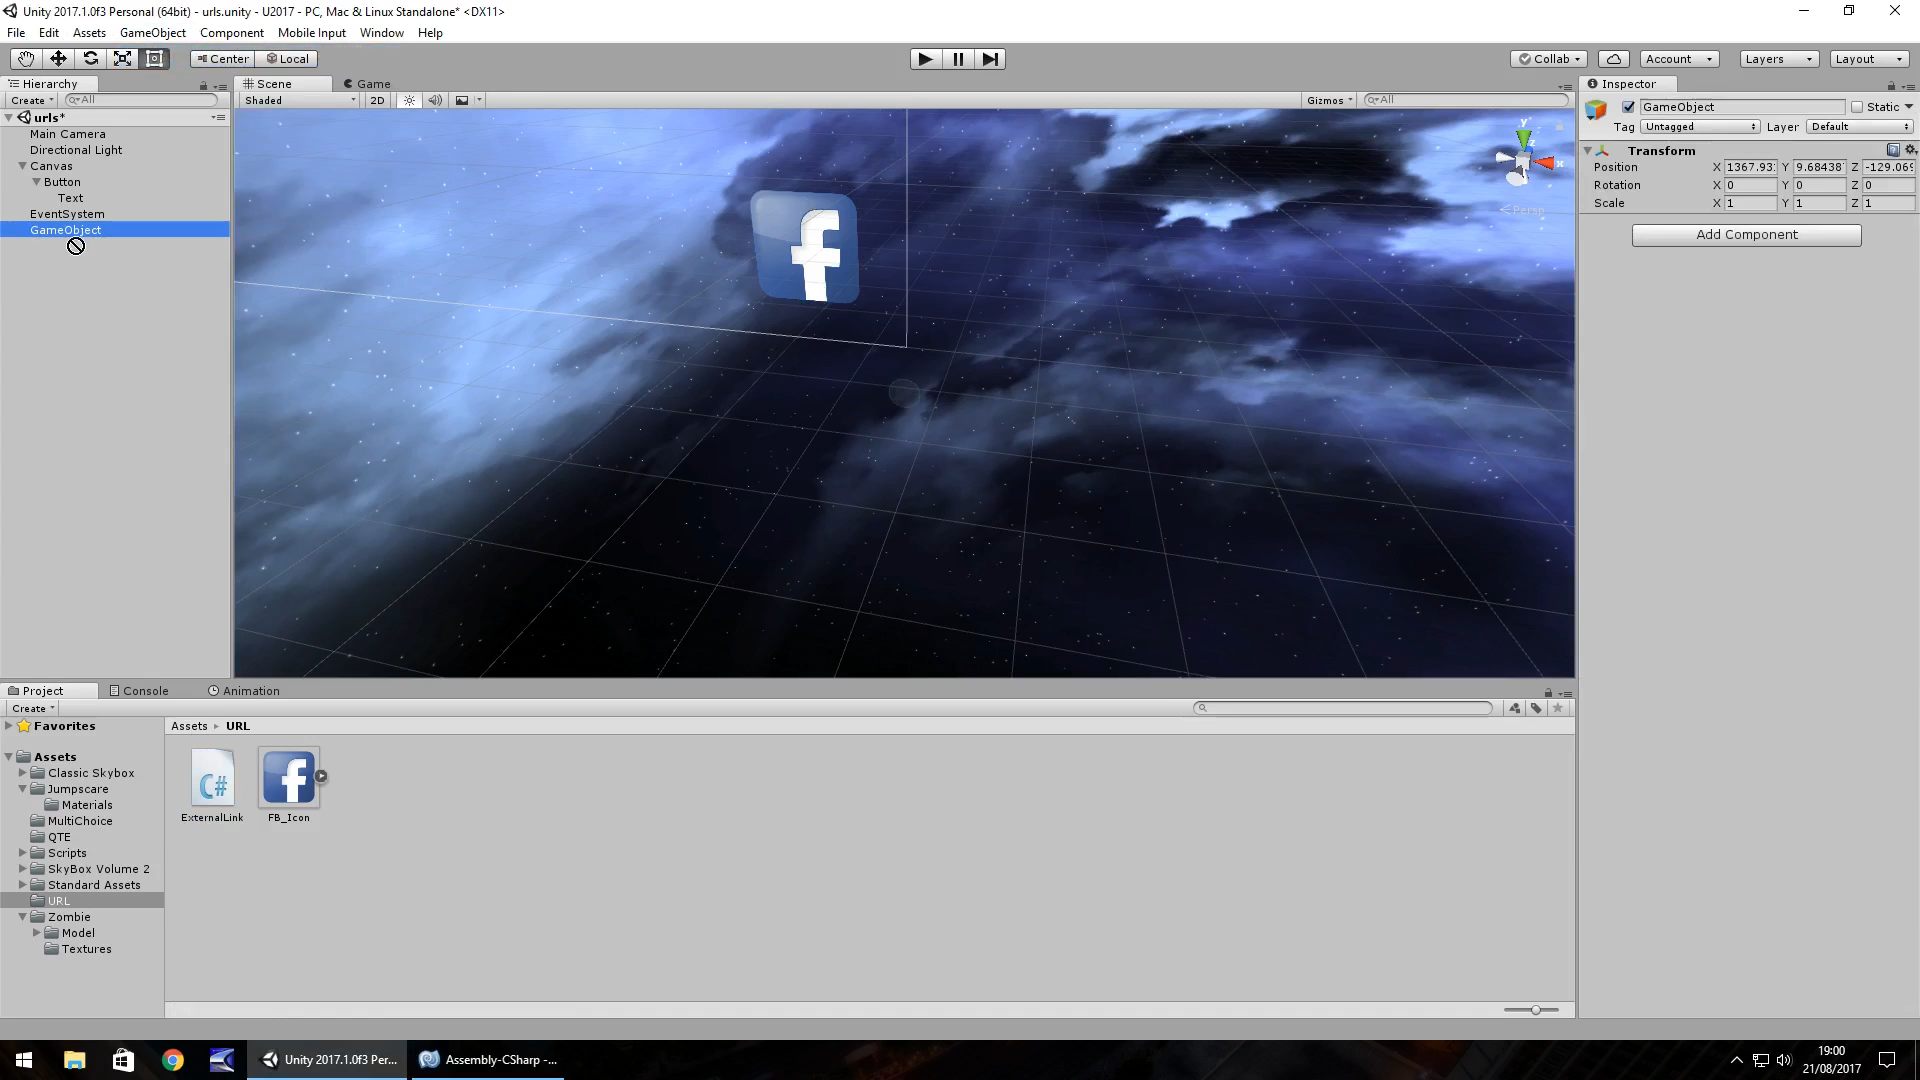 Unity 2017.1.0f3 Personal (64bit) - urls.unity - U2017 - PC, Mac & Linux Standalone* <DX11>
File Edit Assets GameObject Component Mobile Input Window Help
Center Local Collab Account Layers Layout
Hierarchy Scene Game Inspector
Create All Shaded 2D Gizmos All
GameObject Static
Tag Untagged Layer Default
urls*
Main Camera
Directional Light
Canvas
Button
Text
EventSystem
GameObject
Transform
Position X 1367.93 Y 9.68438 Z -129.069
Rotation X 0 Y 0 Z 0
Scale X 1 Y 1 Z 1
Add Component
y
z
x
Persp
f
Project Console Animation
Create
Favorites
Assets
Classic Skybox
Jumpscare
Materials
MultiChoice
QTE
Scripts
SkyBox Volume 2
Standard Assets
URL
Zombie
Model
Textures
Assets URL
C#
f
ExternalLink FB_Icon
Unity 2017.1.0f3 Per...
Assembly-CSharp -...
19:00
21/08/2017